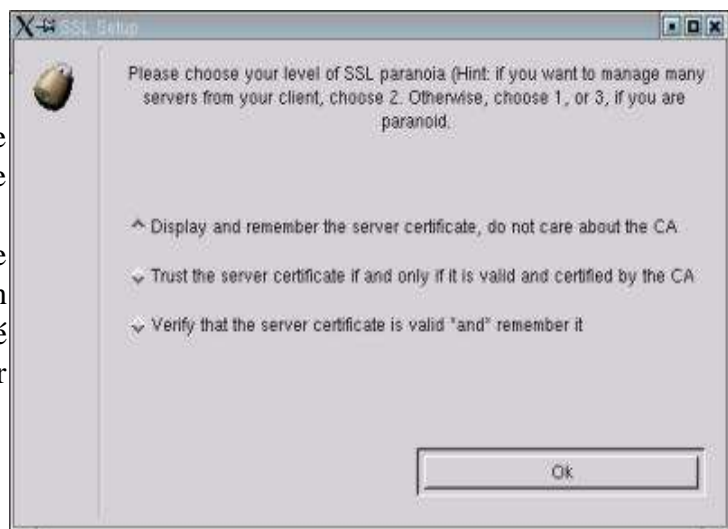 SSL Setup
Please choose your level of SSL paranoia (Hint: if you want to manage many
servers from your client, choose 2. Otherwise, choose 1, or 3, if you are
paranoid.
e
e
Display and remember the server certificate, do not care about the CA
e
Trust the server certificate if and only if it is valid and certified by the CA
n
é
Verify that the server certificate is valid "and" remember it
r
Ok